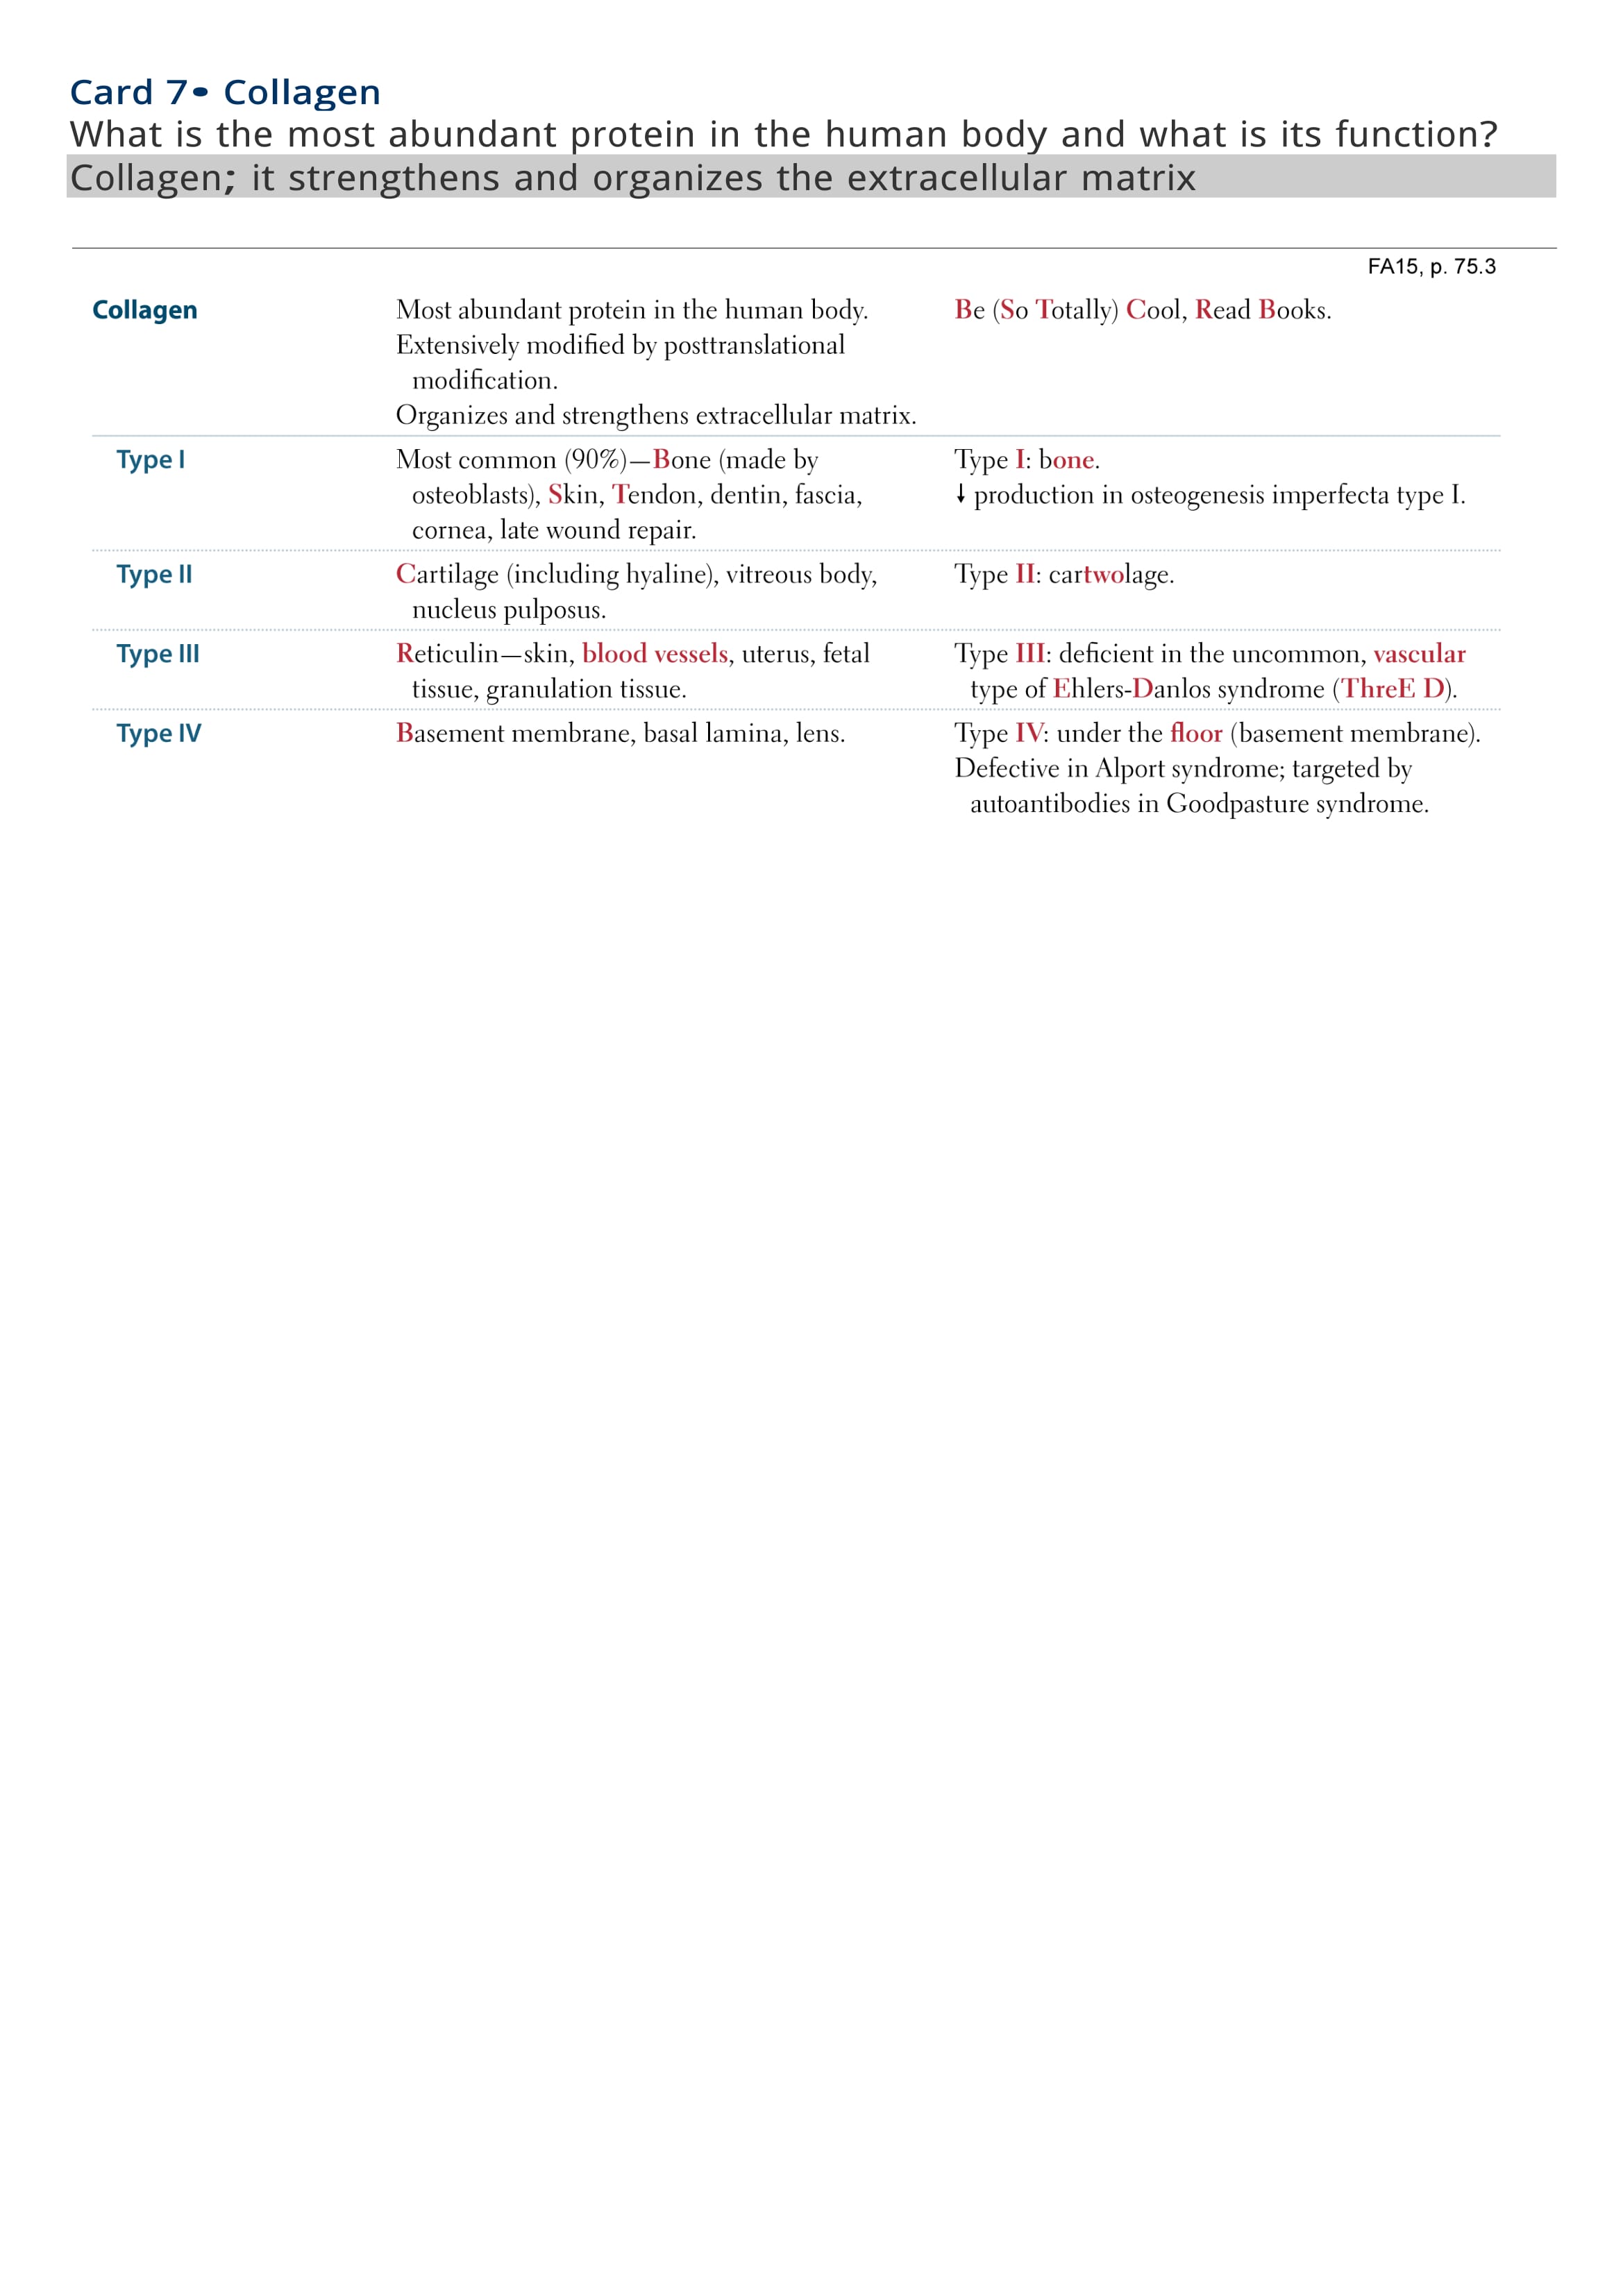 Card 7• Collagen
What is the most abundant protein in the human body and what is its function?
Collagen; it strengthens and organizes the extracellular matrix
FA15, p. 75.3
Collagen
Most abundant protein in the human body.
Extensively modified by posttranslational
modification.
Organizes and strengthens extracellular matrix.
Be (So Totally) Cool, Read Books.
Type I
Most common (90%)—Bone (made by
osteoblasts), Skin, Tendon, dentin, fascia,
cornea, late wound repair.
Type I: bone.
↓ production in osteogenesis imperfecta type I.
Type II
Cartilage (including hyaline), vitreous body,
nucleus pulposus.
Type II: cartwolage.
Type III
Reticulin—skin, blood vessels, uterus, fetal
tissue, granulation tissue.
Type III: deficient in the uncommon, vascular
type of Ehlers-Danlos syndrome (ThreE D).
Type IV
Basement membrane, basal lamina, lens.
Type IV: under the floor (basement membrane).
Defective in Alport syndrome; targeted by
autoantibodies in Goodpasture syndrome.